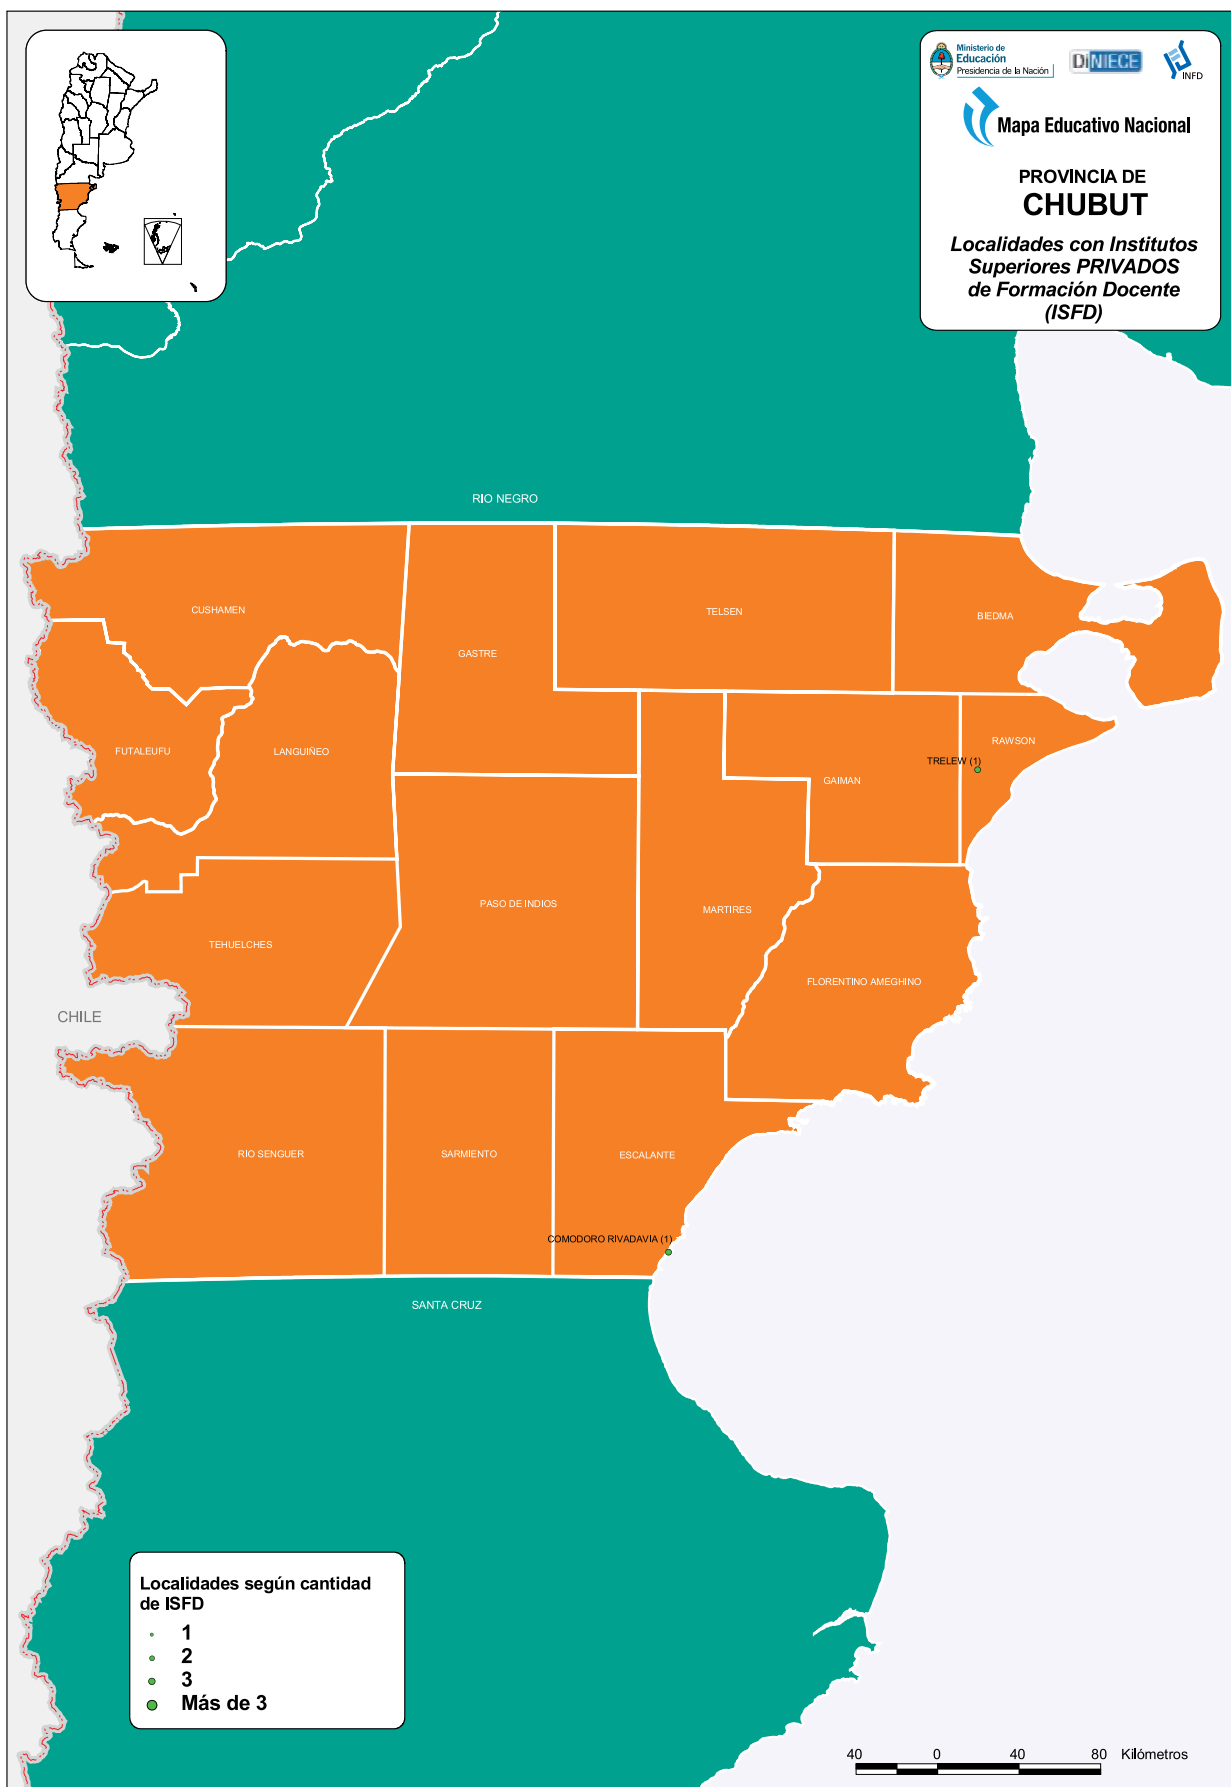 Ministerio de
Educación
Presidencia de la Nación
DiNIECE
INFD
Mapa Educativo Nacional
PROVINCIA DE
CHUBUT
Localidades con Institutos
Superiores PRIVADOS
de Formación Docente
(ISFD)
RIO NEGRO
CUSHAMEN
TELSEN
BIEDMA
GASTRE
FUTALEUFU
LANGUIÑEO
RAWSON
TRELEW (1)
GAIMAN
PASO DE INDIOS
MARTIRES
TEHUELCHES
FLORENTINO AMEGHINO
CHILE
RIO SENGUER
SARMIENTO
ESCALANTE
COMODORO RIVADAVIA (1)
SANTA CRUZ
Localidades según cantidad
de ISFD
1
2
3
Más de 3
40 0 40 80 Kilómetros